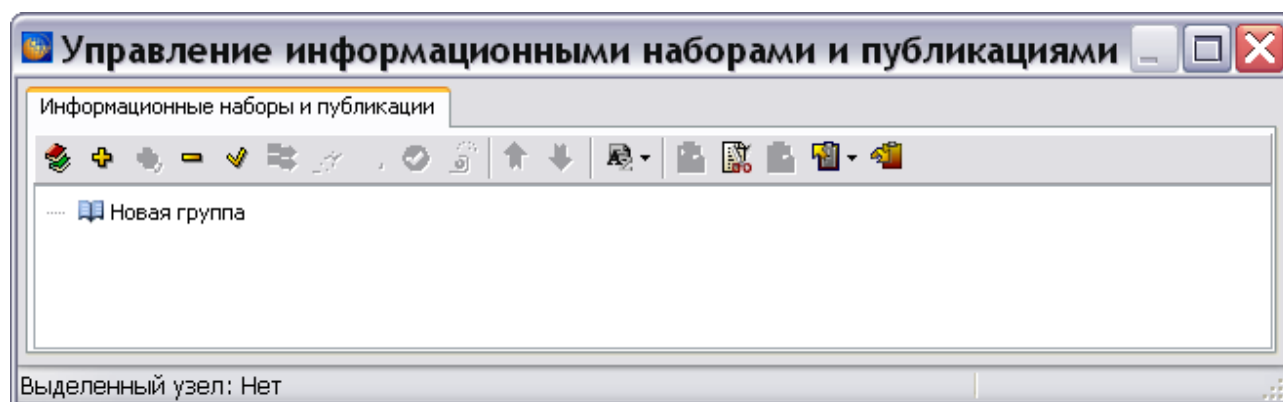 Управление информационными наборами и публикациями
Информационные наборы и публикации
Новая группа
Выделенный узел: Нет